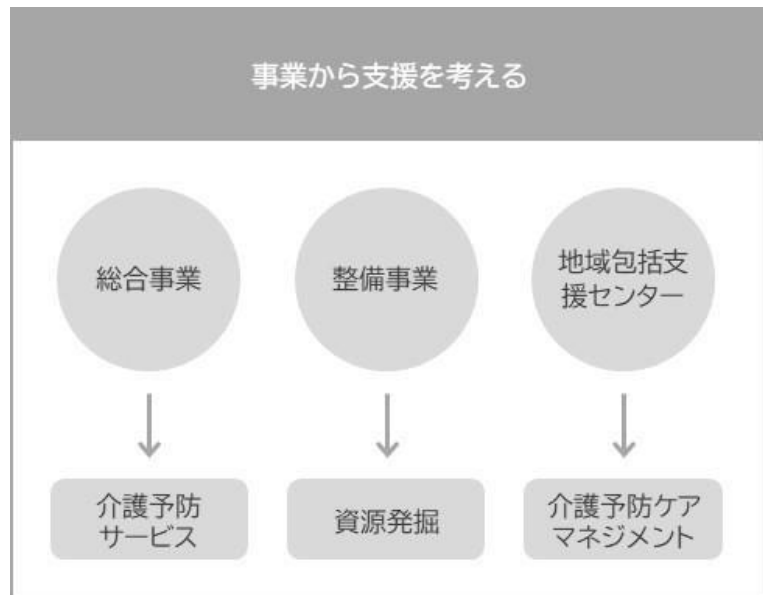 事業から支援を考える
総合事業
整備事業
地域包括支
援センター
介護予防
サービス
資源発掘
介護予防ケア
マネジメント